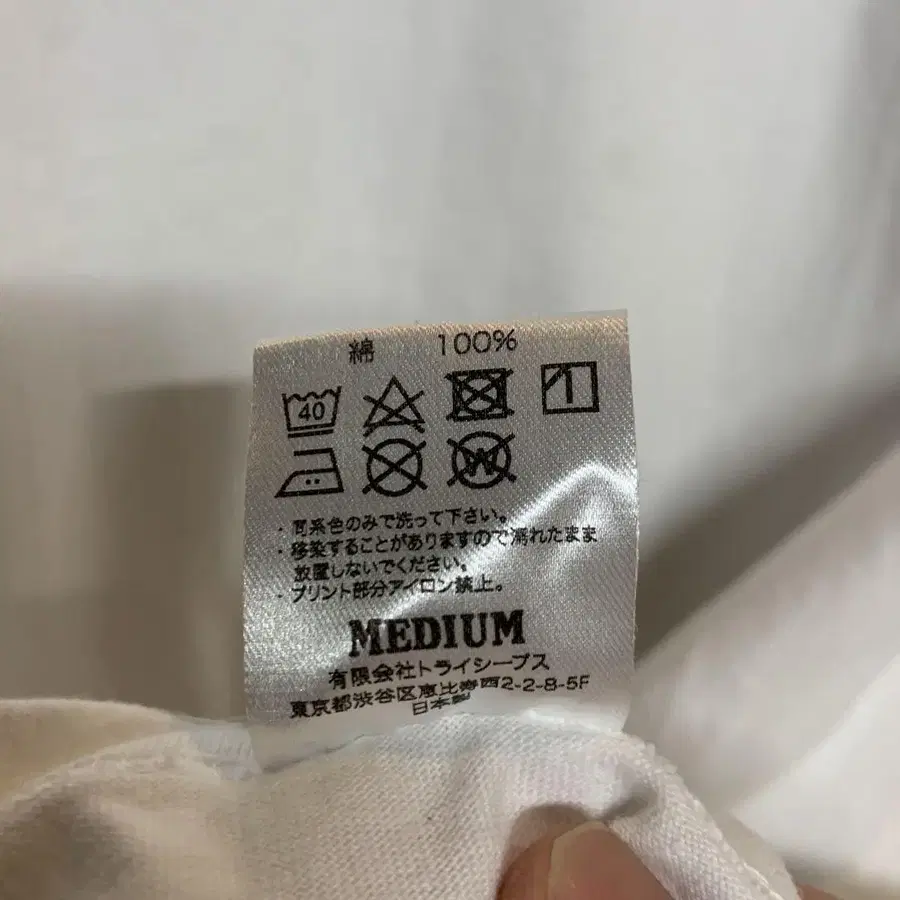 綿 100%
40
W
・同系色のみで洗って下さい。
・移染することがありますので濡れたまま
放置しないでください。
・プリント部分アイロン禁止。
MEDIUM
有限会社トライシープス
東京都渋谷区恵比寿西2-2-8-5F
日本製